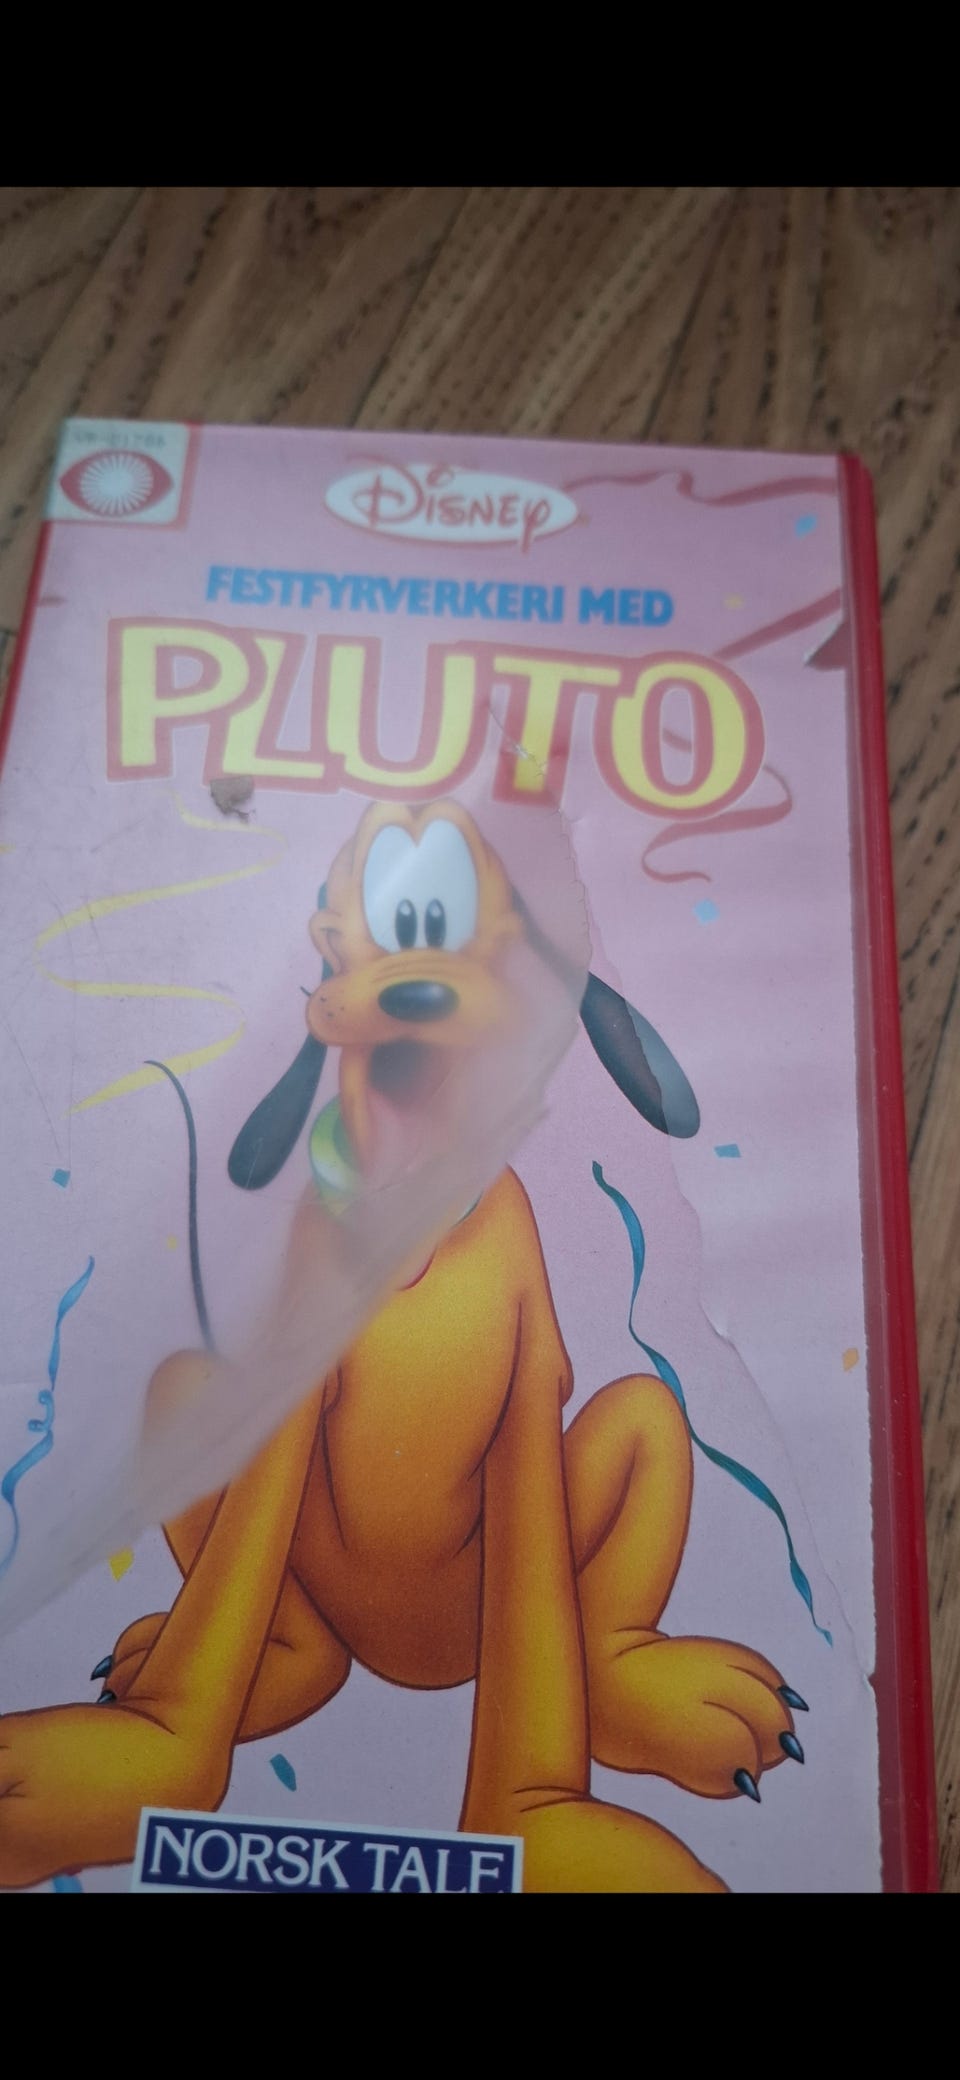 DISNEY
FESTFYRVERKERI MED
PLUTO
NORSK TALE